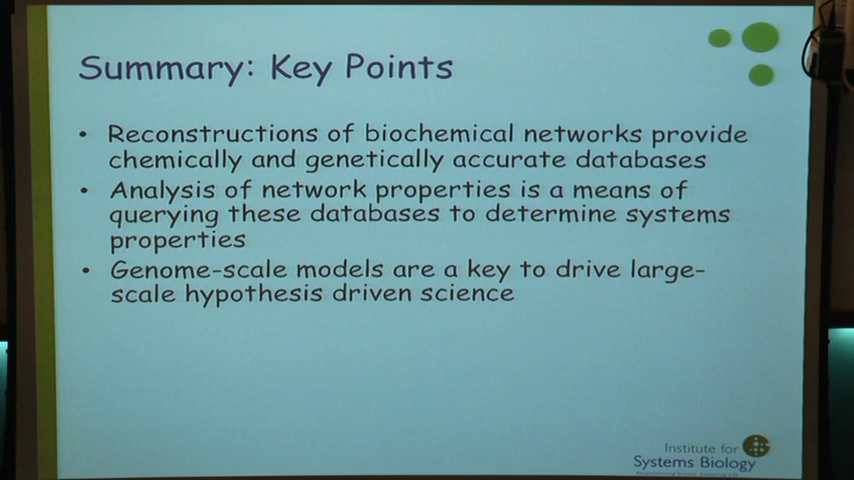 Summary: Key Points
• Reconstructions of biochemical networks provide
chemically and genetically accurate databases
• Analysis of network properties is a means of
querying these databases to determine systems
properties
• Genome-scale models are a key to drive large-
scale hypothesis driven science
Institute for
Systems Biology